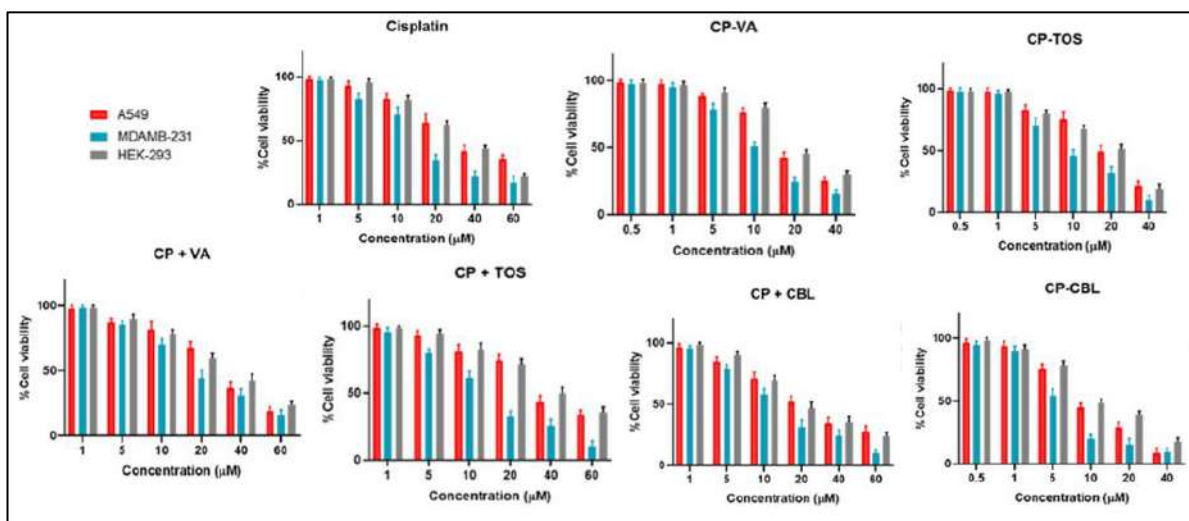 Cisplatin
CP-VA
CP-TOS
A549
MDAMB-231
HEK-293
%Cell viability
100
50
0
1 5 10 20 40 60
Concentration (μM)
%Cell viability
100
50
0
0.5 1 5 10 20 40
Concentration (μM)
%Cell viability
100
50
0
0.5 1 5 10 20 40
Concentration (μM)
CP + VA
CP + TOS
CP + CBL
CP-CBL
%Cell viability
100
50
0
1 5 10 20 40 60
Concentration (μM)
%Cell viability
100
50
0
1 5 10 20 40 60
Concentration (μM)
%Cell viability
100
50
0
1 5 10 20 40 60
Concentration (μM)
%Cell viability
100
50
0
0.5 1 5 10 20 40
Concentration (μM)